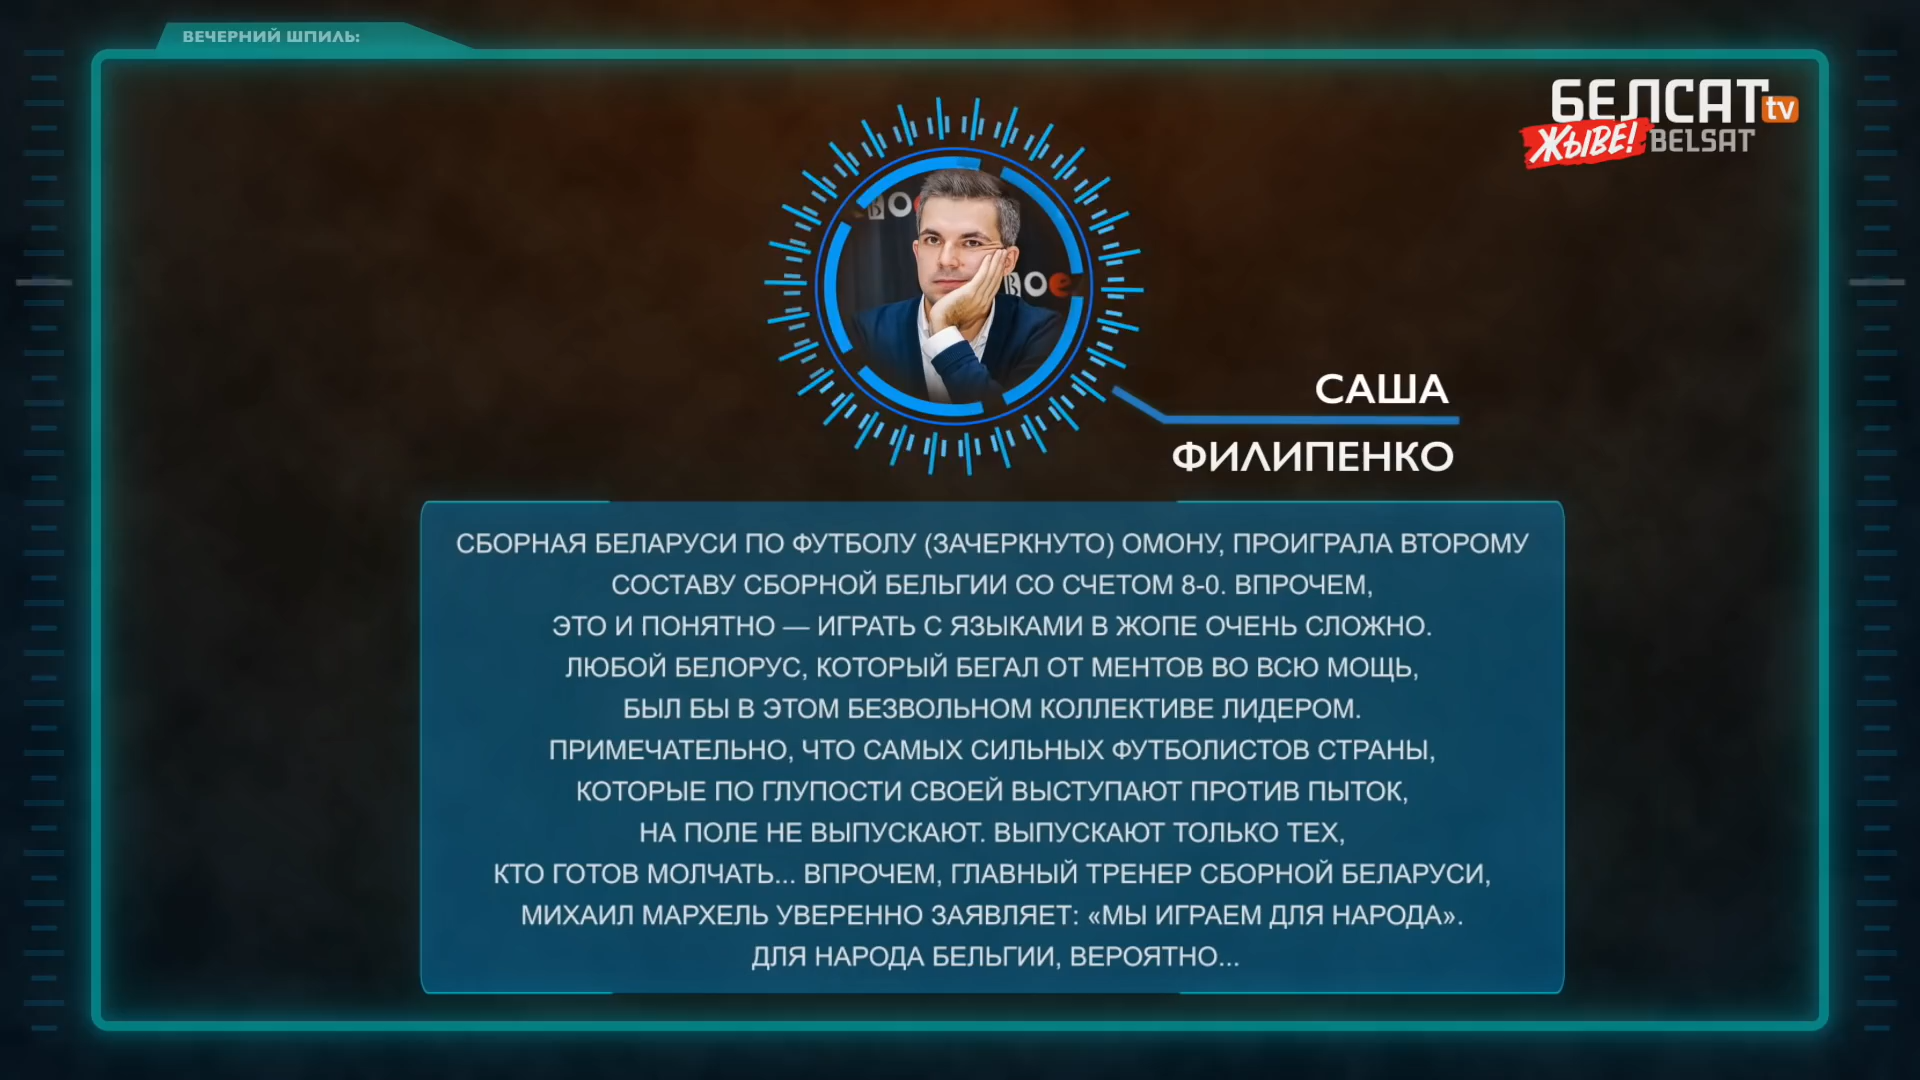 ВЕЧЕРНИЙ ШПИЛЬ:
БЕЛСАТ tv
ЖЫВЕ! BELSAT
САША
ФИЛИПЕНКО
СБОРНАЯ БЕЛАРУСИ ПО ФУТБОЛУ (ЗАЧЕРКНУТО) ОМОНУ, ПРОИГРАЛА ВТОРОМУ
СОСТАВУ СБОРНОЙ БЕЛЬГИИ СО СЧЕТОМ 8-0. ВПРОЧЕМ,
ЭТО И ПОНЯТНО — ИГРАТЬ С ЯЗЫКАМИ В ЖОПЕ ОЧЕНЬ СЛОЖНО.
ЛЮБОЙ БЕЛОРУС, КОТОРЫЙ БЕГАЛ ОТ МЕНТОВ ВО ВСЮ МОЩЬ,
БЫЛ БЫ В ЭТОМ БЕЗВОЛЬНОМ КОЛЛЕКТИВЕ ЛИДЕРОМ.
ПРИМЕЧАТЕЛЬНО, ЧТО САМЫХ СИЛЬНЫХ ФУТБОЛИСТОВ СТРАНЫ,
КОТОРЫЕ ПО ГЛУПОСТИ СВОЕЙ ВЫСТУПАЮТ ПРОТИВ ПЫТОК,
НА ПОЛЕ НЕ ВЫПУСКАЮТ. ВЫПУСКАЮТ ТОЛЬКО ТЕХ,
КТО ГОТОВ МОЛЧАТЬ... ВПРОЧЕМ, ГЛАВНЫЙ ТРЕНЕР СБОРНОЙ БЕЛАРУСИ,
МИХАИЛ МАРХЕЛЬ УВЕРЕННО ЗАЯВЛЯЕТ: «МЫ ИГРАЕМ ДЛЯ НАРОДА».
ДЛЯ НАРОДА БЕЛЬГИИ, ВЕРОЯТНО...